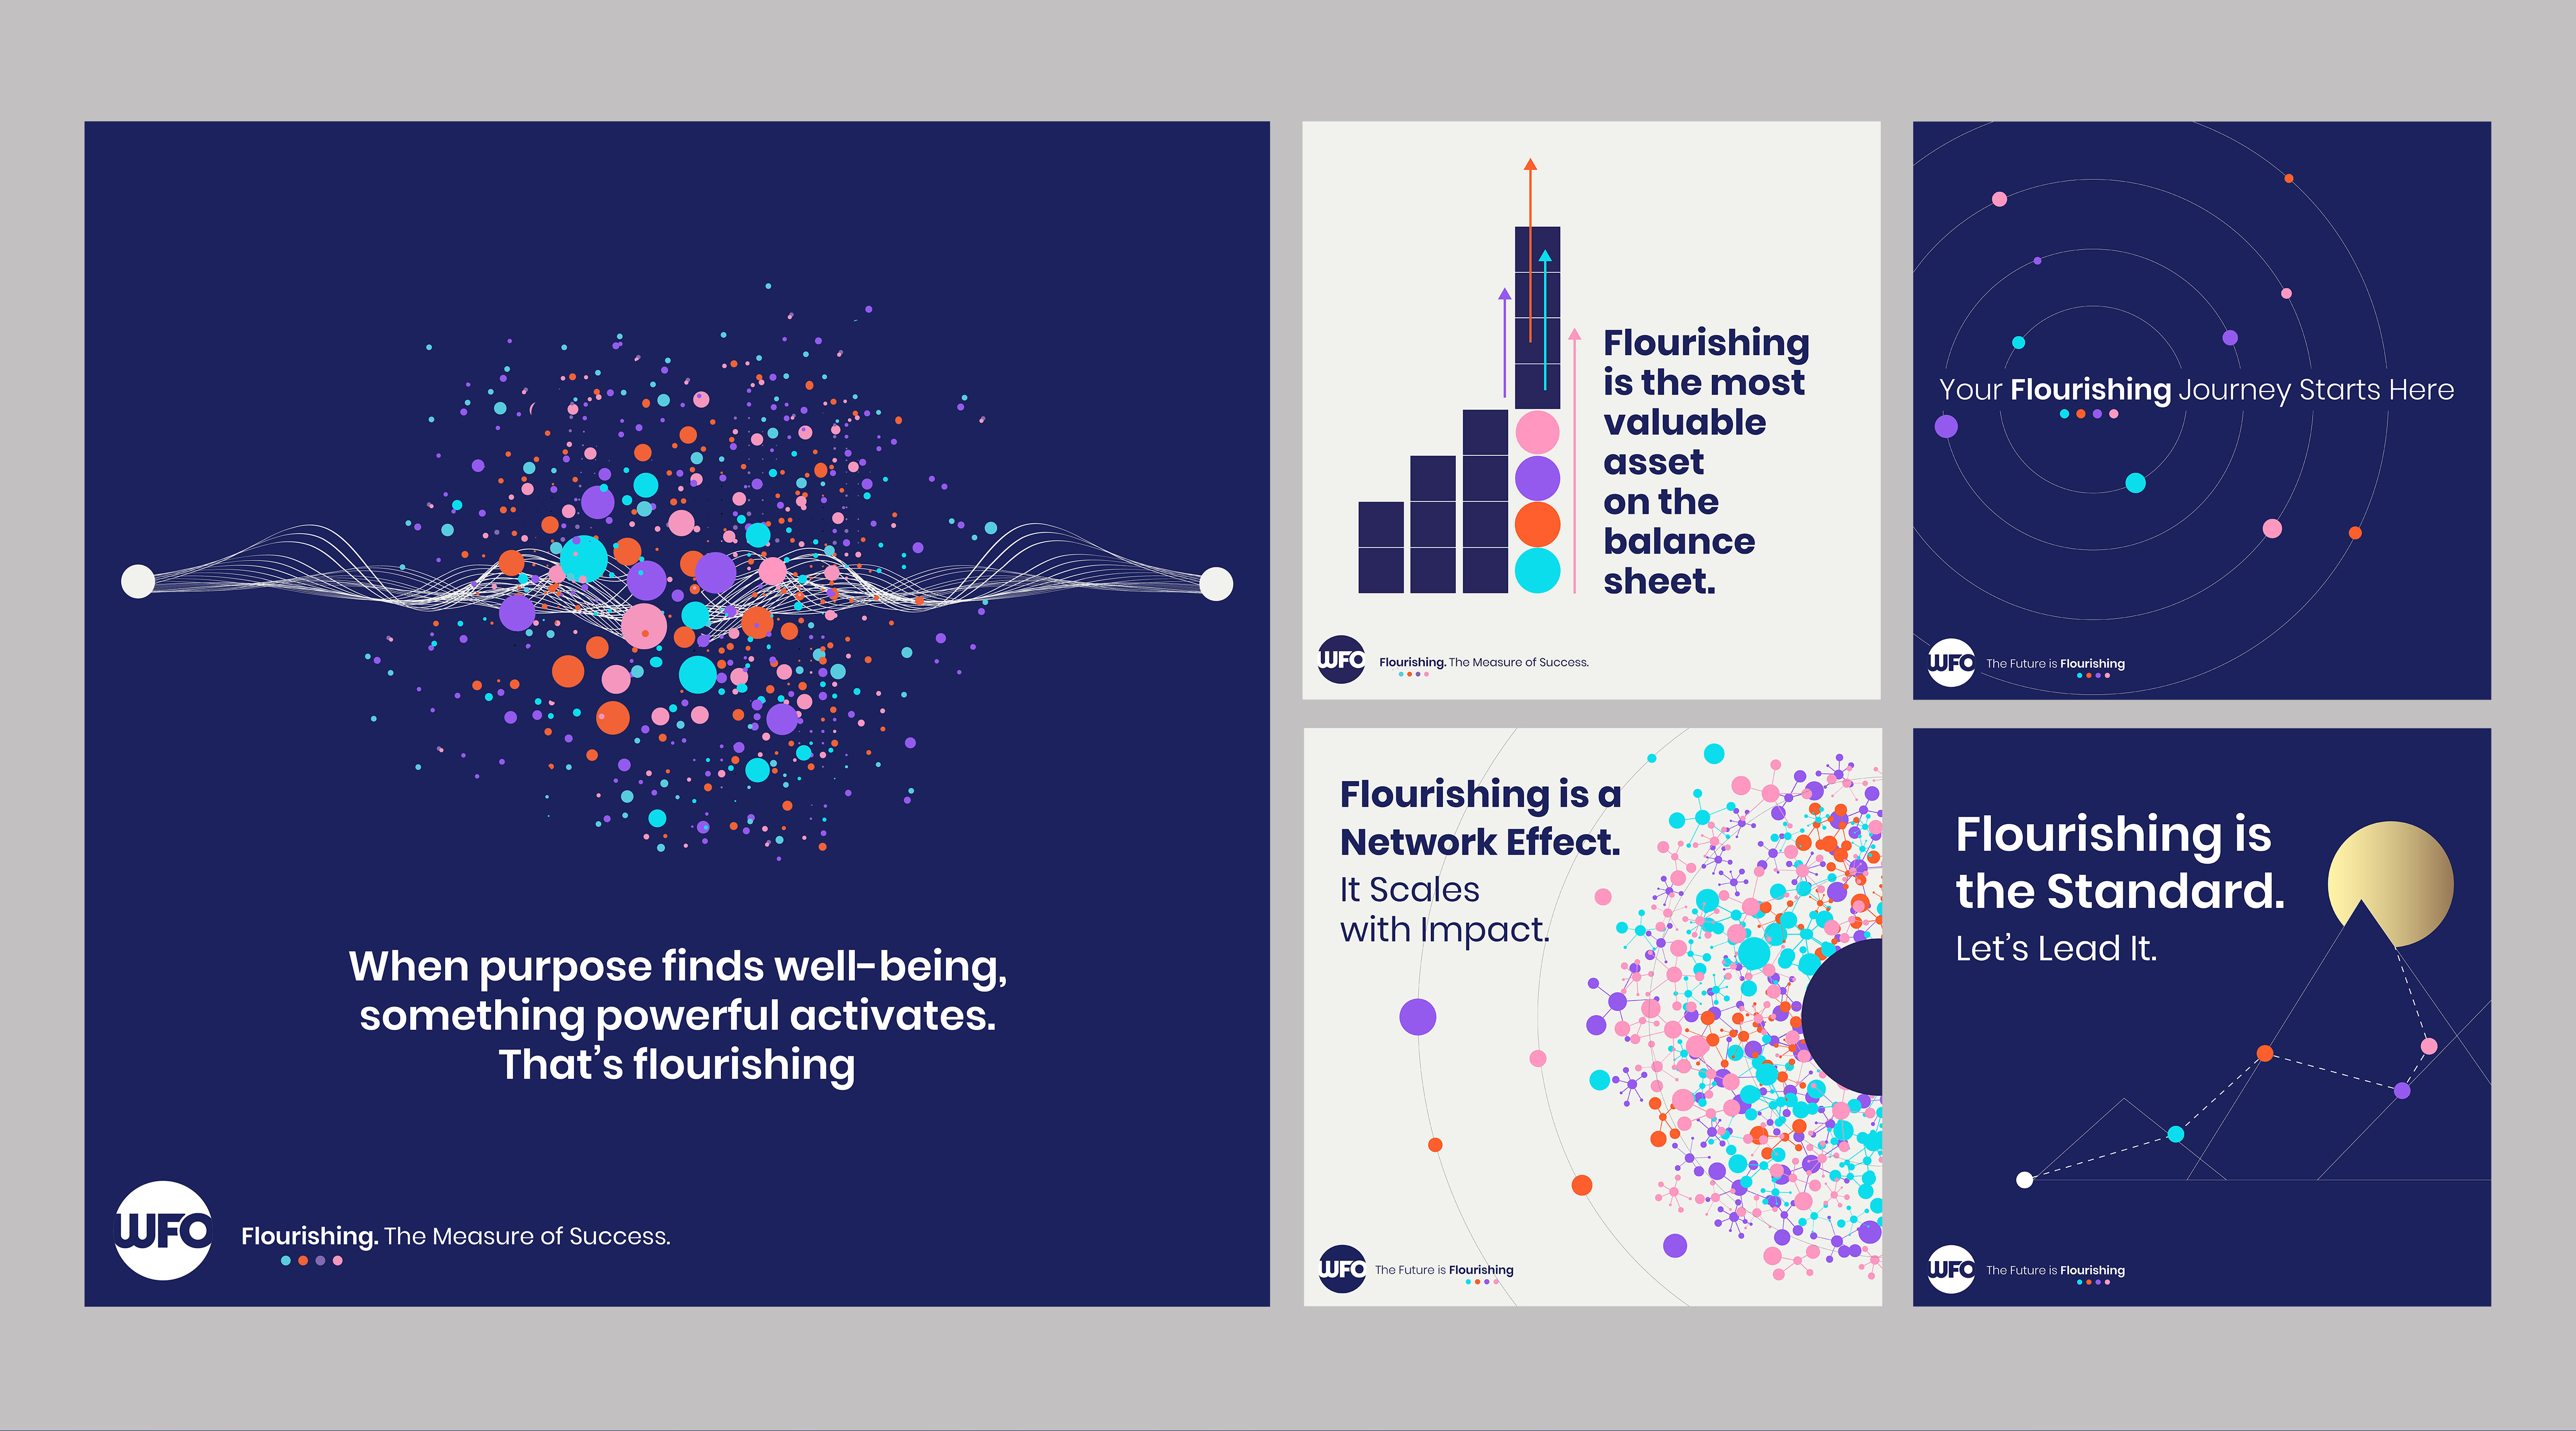 When purpose finds well-being,
something powerful activates.
That's flourishing
WFO
Flourishing. The Measure of Success.
Flourishing
is the most
valuable
asset
on the
balance
sheet.
WFO
Flourishing. The Measure of Success.
Your Flourishing Journey Starts Here
WFO
The Future is Flourishing
Flourishing is a
Network Effect.
It Scales
with Impact.
WFO
The Future is Flourishing
Flourishing is
the Standard.
Let's Lead It.
WFO
The Future is Flourishing